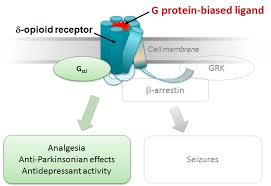 G protein-biased ligand
δ-opioid receptor
Cell membrane
Gαi
GRK
β-arrestin
Analgesia
Anti-Parkinsonian effects
Antidepressant activity
Seizures